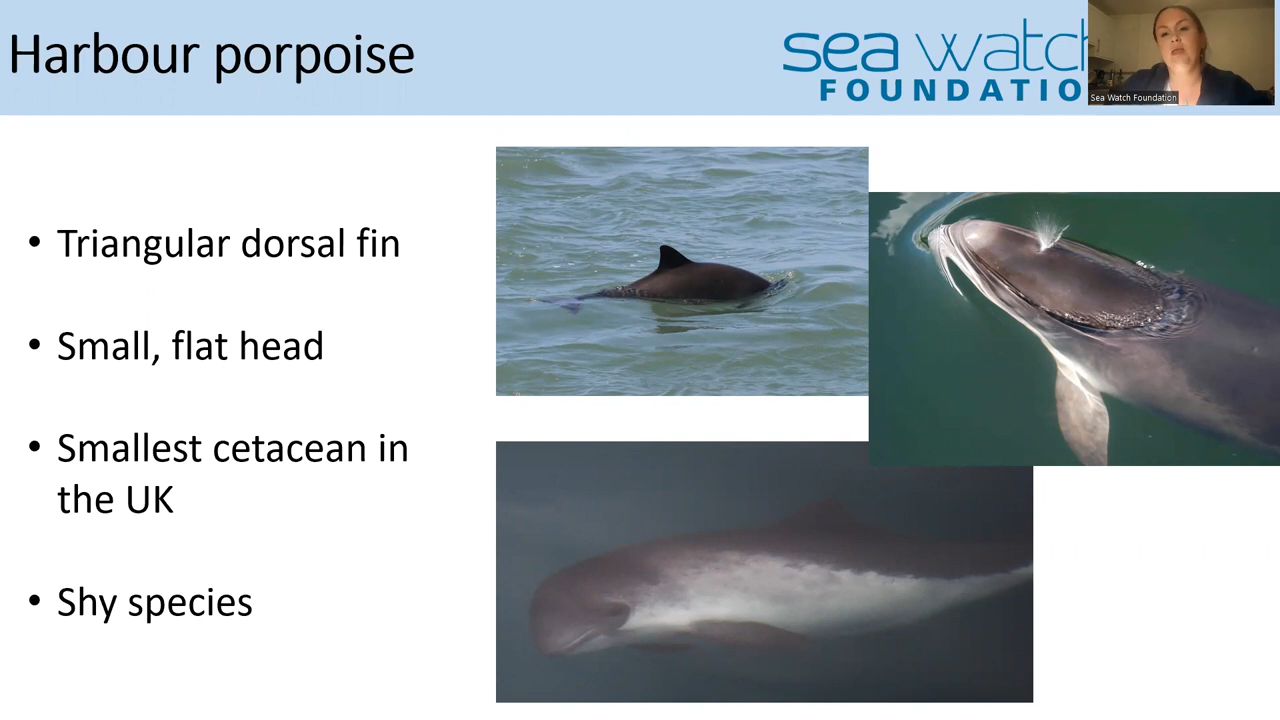 Harbour porpoise
sea watch
FOUNDATIO
Sea Watch Foundation
• Triangular dorsal fin
• Small, flat head
• Smallest cetacean in
the UK
• Shy species